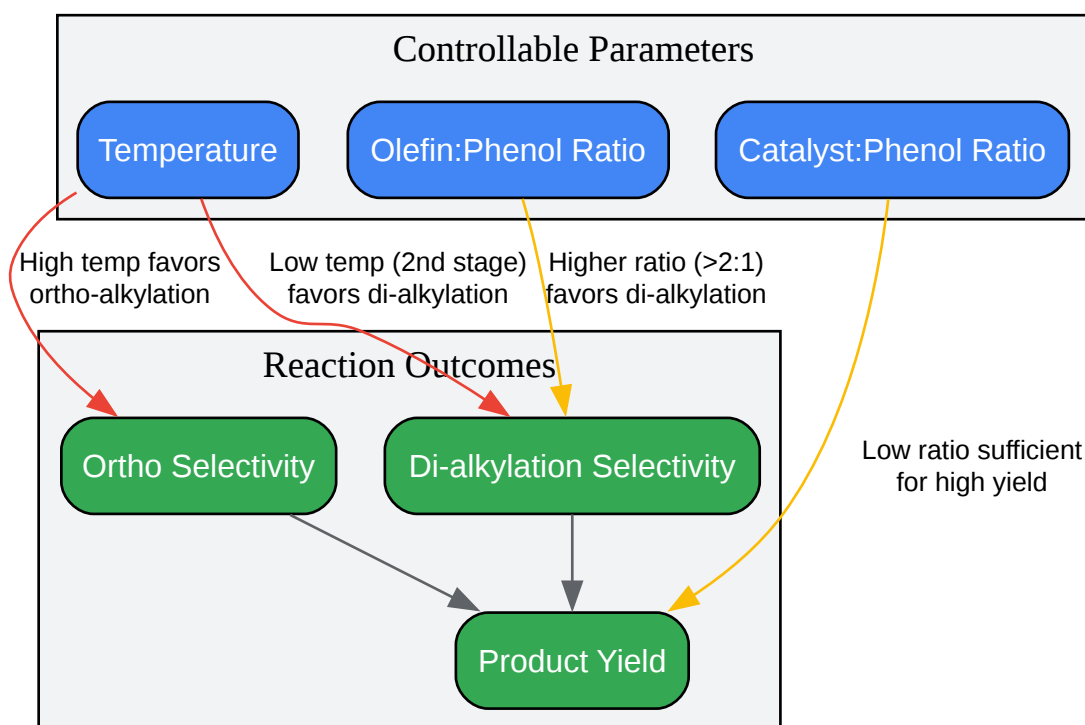 Controllable Parameters
Temperature
Olefin:Phenol Ratio
Catalyst:Phenol Ratio
High temp favors
ortho-alkylation
Low temp (2nd stage)
favors di-alkylation
Higher ratio (>2:1)
favors di-alkylation
Reaction Outcomes
Ortho Selectivity
Di-alkylation Selectivity
Low ratio sufficient
for high yield
Product Yield